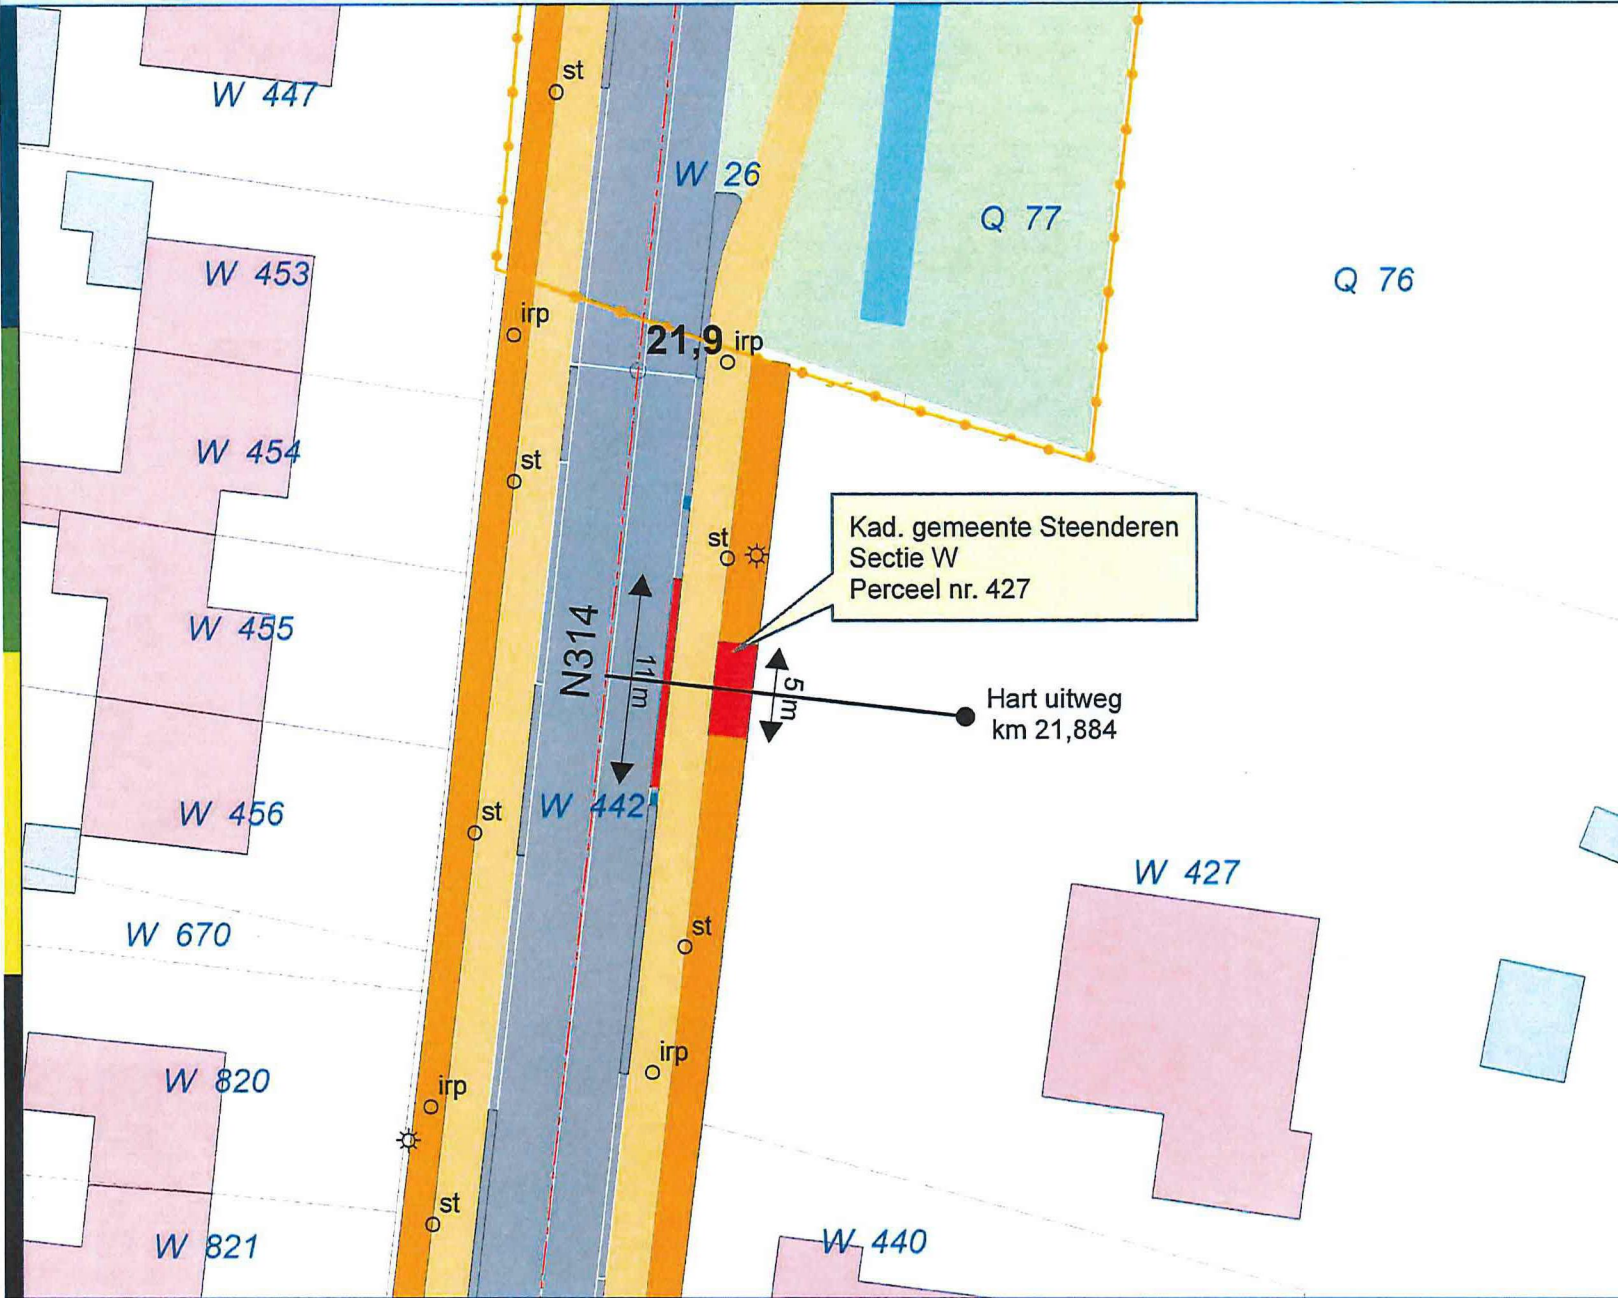 st
W 447
W 26
Q 77
W 453
Q 76
irp
21,9 irp
W 454
st
Kad. gemeente Steenderen
Sectie W
Perceel nr. 427
st
W 455
N314
11 m
5 m
Hart uitweg
km 21,884
W 456
st
W 442
W 427
W 670
st
irp
W 820
irp
st
W 821
W 440